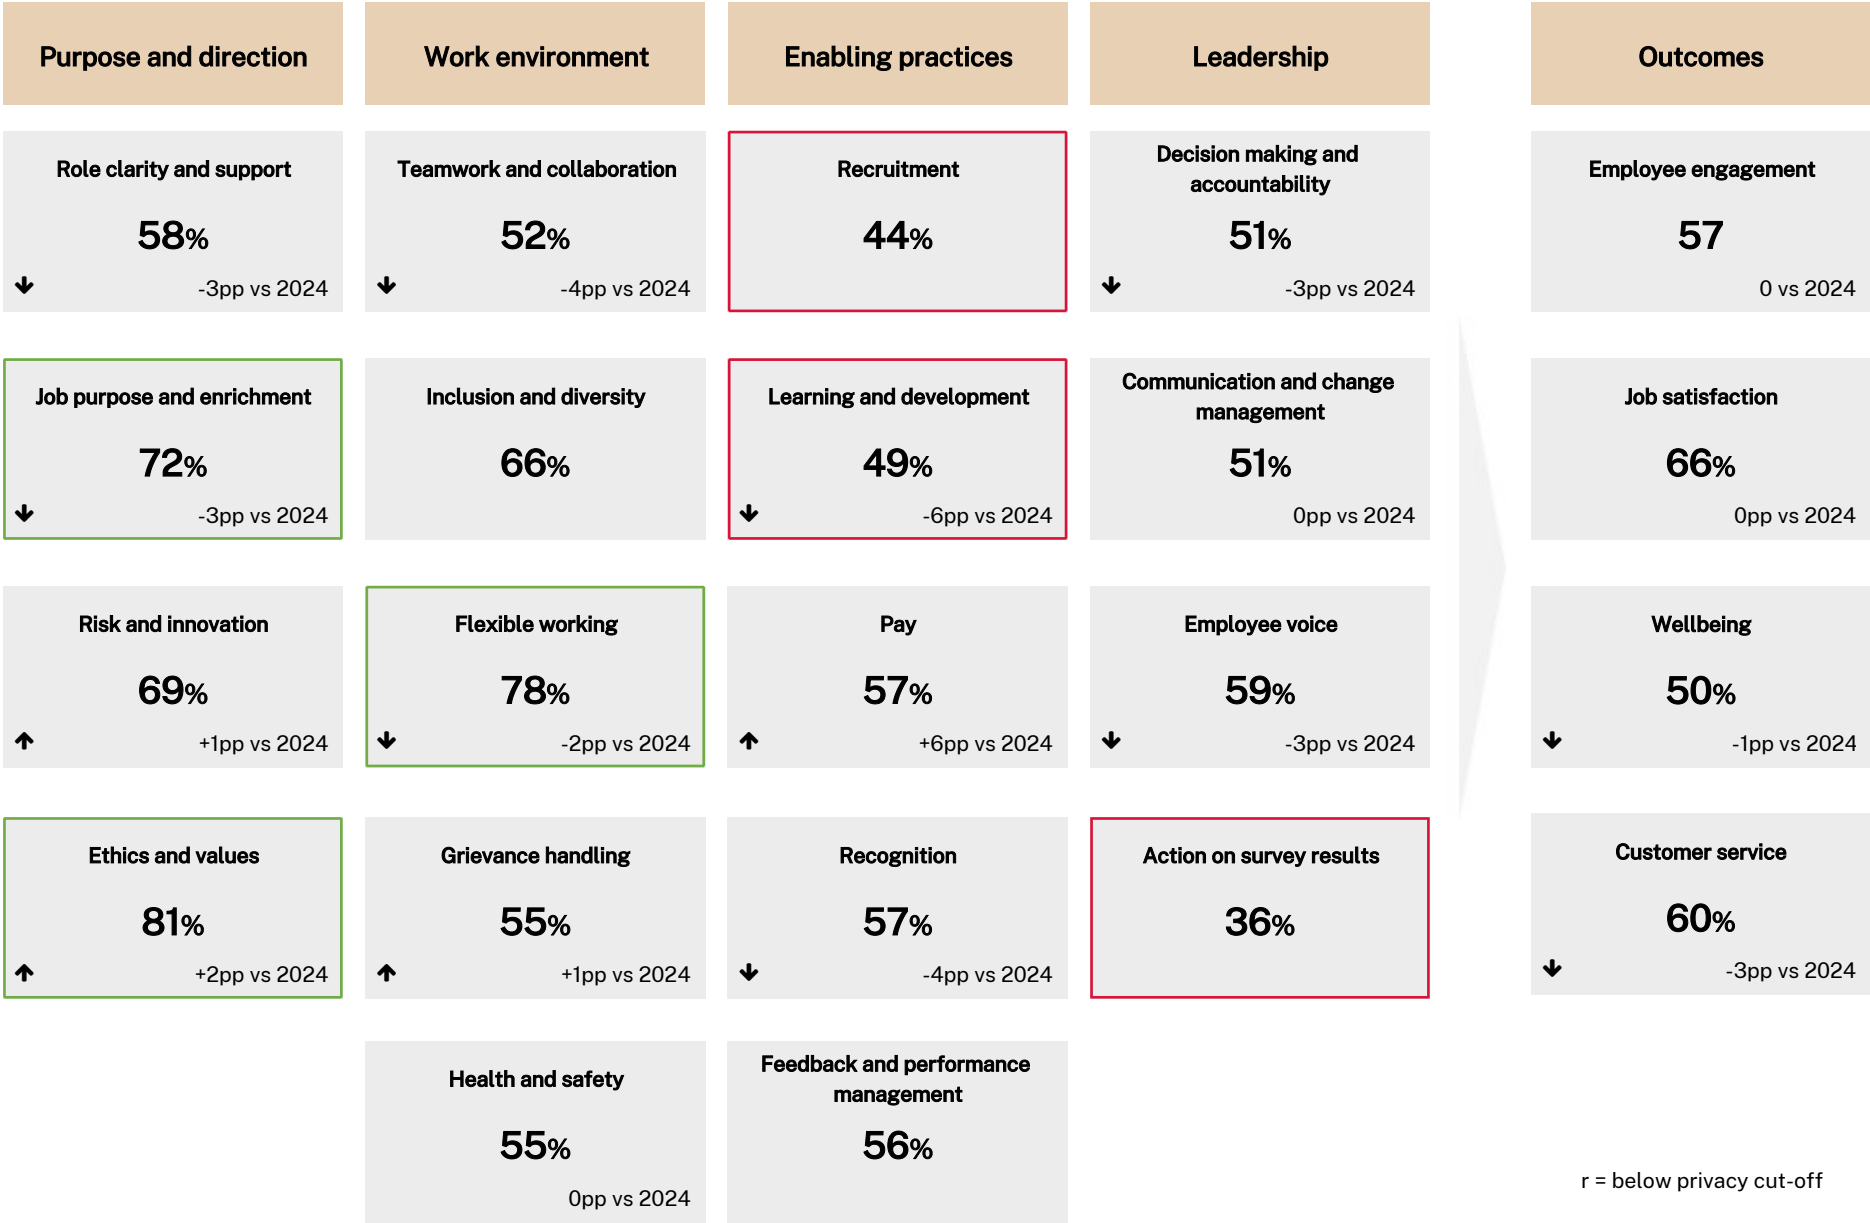 Purpose and direction
Work environment
Enabling practices
Leadership
Outcomes
Role clarity and support
58%
-3pp vs 2024
Teamwork and collaboration
52%
-4pp vs 2024
Recruitment
44%
Decision making and
accountability
51%
-3pp vs 2024
Employee engagement
57
0 vs 2024
Job purpose and enrichment
72%
-3pp vs 2024
Inclusion and diversity
66%
Learning and development
49%
-6pp vs 2024
Communication and change
management
51%
0pp vs 2024
Job satisfaction
66%
0pp vs 2024
Risk and innovation
69%
+1pp vs 2024
Flexible working
78%
-2pp vs 2024
Pay
57%
+6pp vs 2024
Employee voice
59%
-3pp vs 2024
Wellbeing
50%
-1pp vs 2024
Ethics and values
81%
+2pp vs 2024
Grievance handling
55%
+1pp vs 2024
Recognition
57%
-4pp vs 2024
Action on survey results
36%
Customer service
60%
-3pp vs 2024
Health and safety
55%
0pp vs 2024
Feedback and performance
management
56%
r = below privacy cut-off